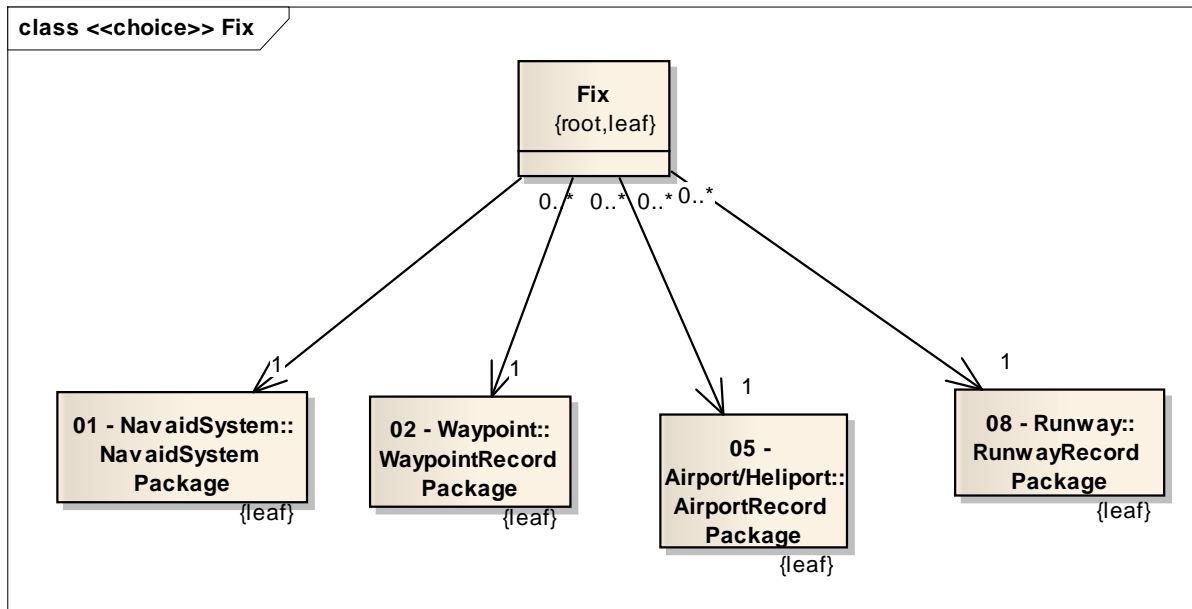 class <<choice>> Fix
Fix
{root,leaf}
0..*
0..*
0..*
0..*
1
1
1
1
01 - NavaidSystem::
NavaidSystem
Package
{leaf}
02 - Waypoint::
WaypointRecord
Package
{leaf}
05 -
Airport/Heliport::
AirportRecord
Package
{leaf}
08 - Runway::
RunwayRecord
Package
{leaf}